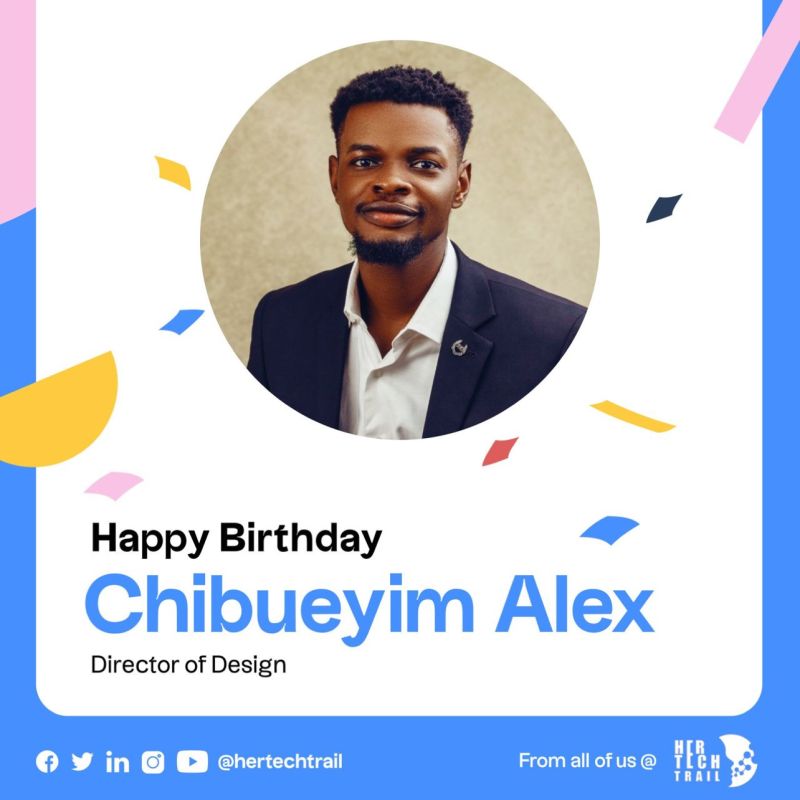 Happy Birthday
Chibueyim Alex
Director of Design
@hertechtrail
From all of us @
HER
TECH
TRAIL